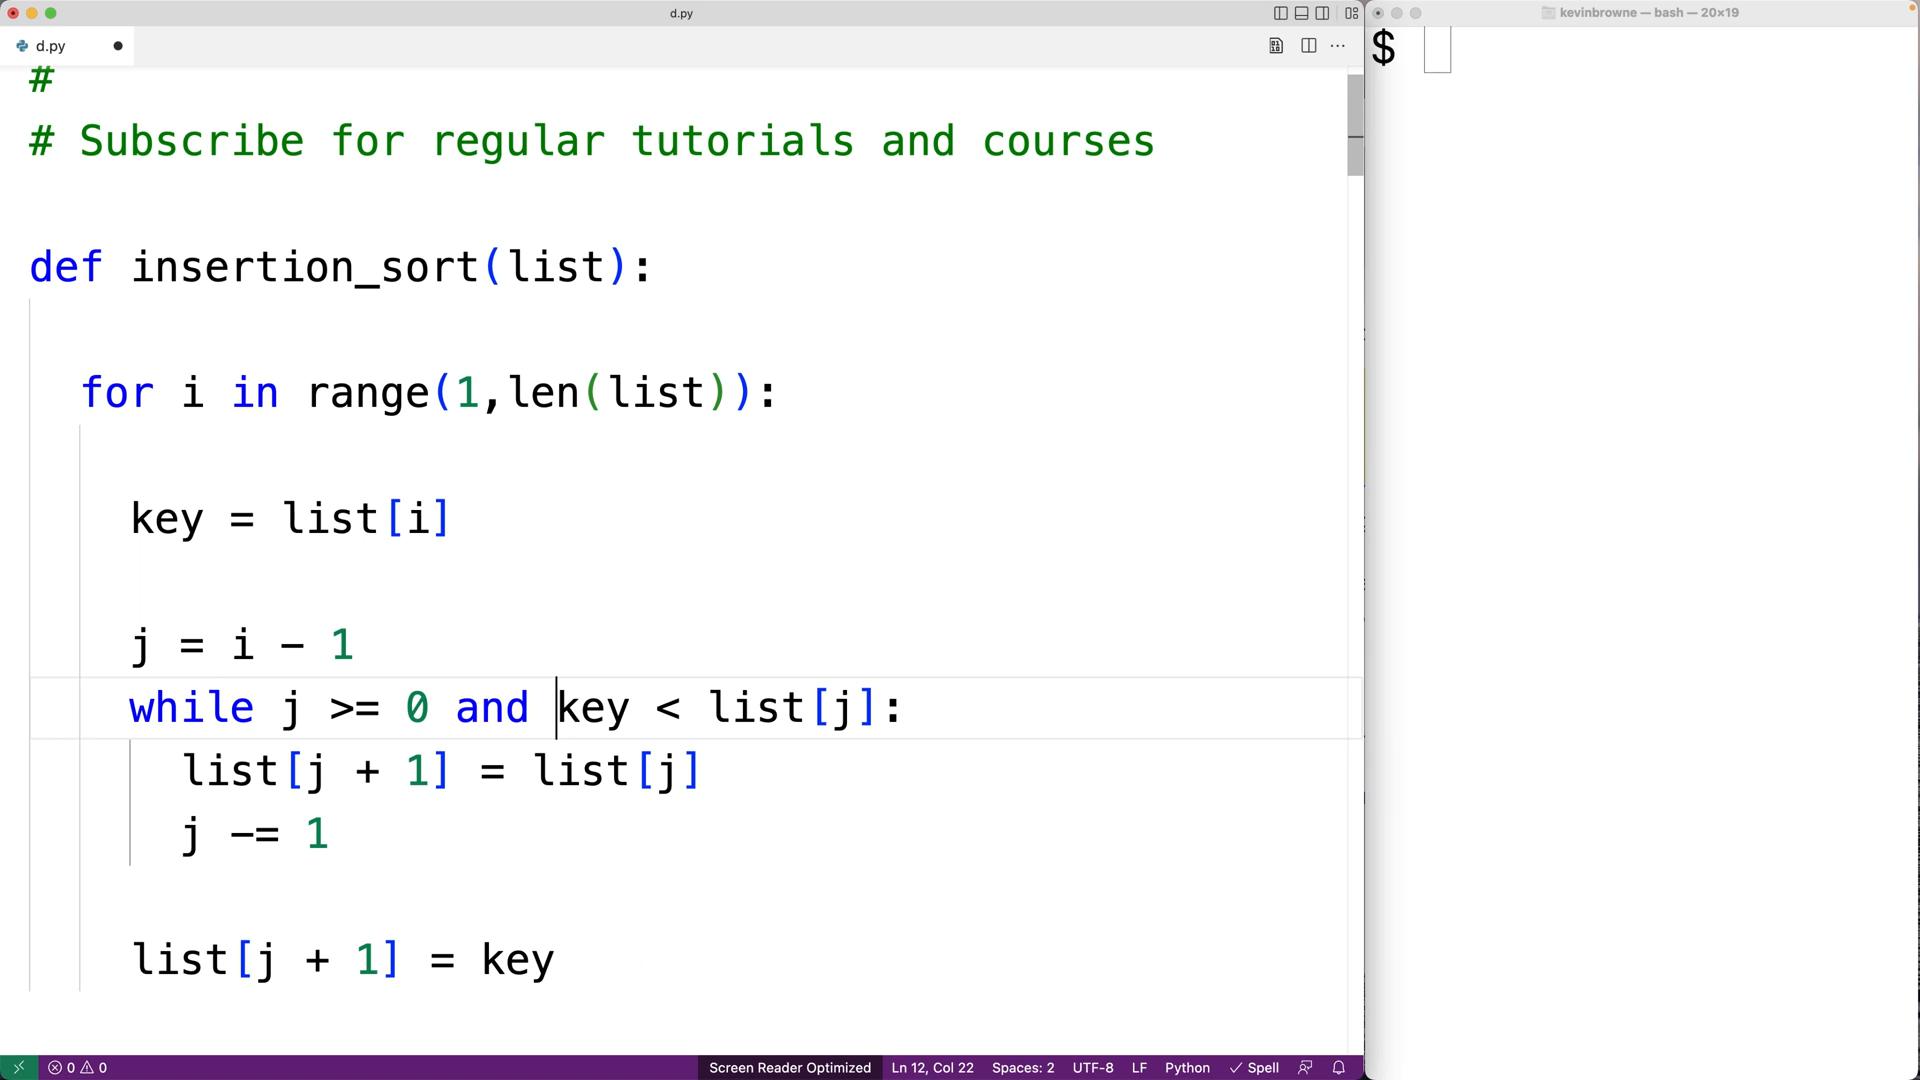 d.py
kevinbrowne — bash — 20×19
d.py
$
#
# Subscribe for regular tutorials and courses
def insertion_sort(list):
for i in range(1,len(list)):
key = list[i]
j = i - 1
while j >= 0 and key < list[j]:
list[j + 1] = list[j]
j -= 1
list[j + 1] = key
0 0
Screen Reader Optimized Ln 12, Col 22 Spaces: 2 UTF-8 LF Python Spell